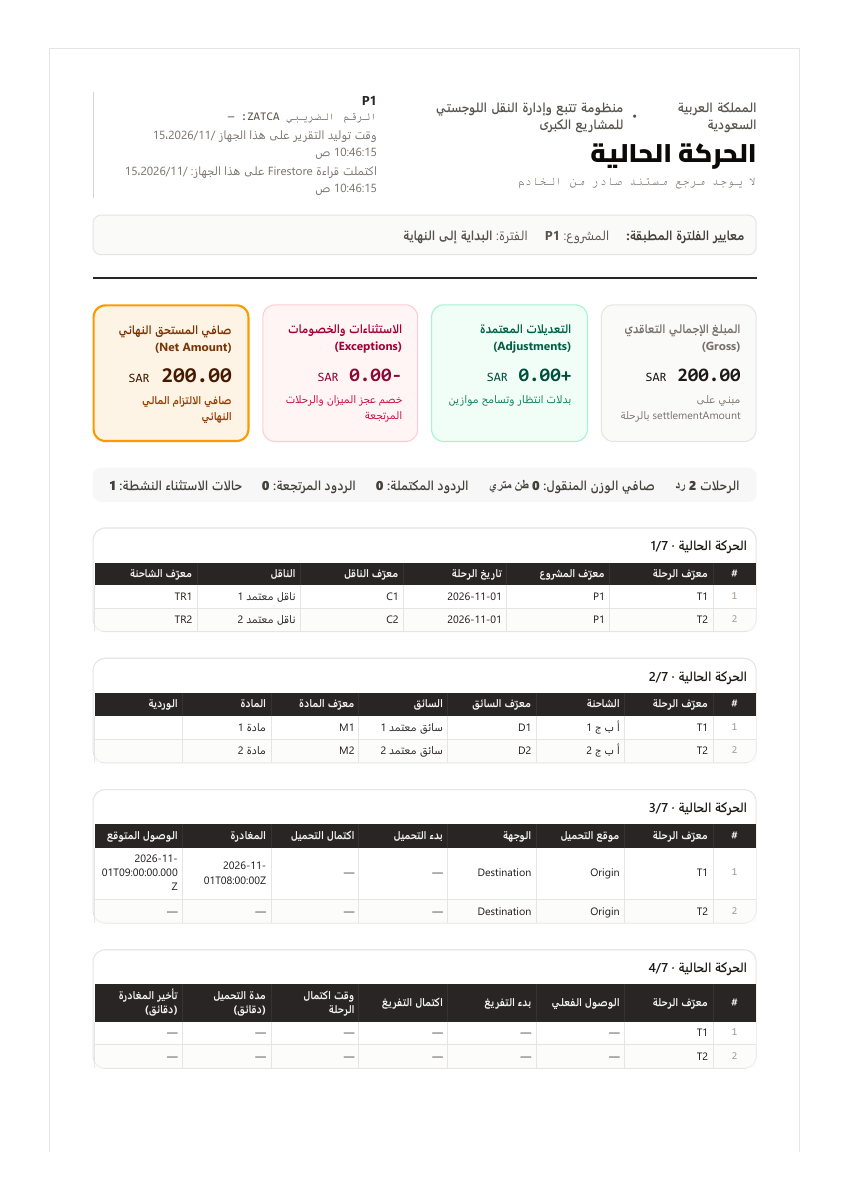 المملكة العربية السعودية • منظومة تتبع وإدارة النقل اللوجستي للمشاريع الكبرى
الحركة الحالية
لا يوجد مرجع مستند صادر من الخادم
P1
الرقم الضريبي ZATCA: —
وقت توليد التقرير على هذا الجهاز 15،2026/11/
10:46:15 ص
اكتملت قراءة Firestore على هذا الجهاز: 15،2026/11/
10:46:15 ص
معايير الفلترة المطبقة: المشروع: P1 الفترة: البداية إلى النهاية
المبلغ الإجمالي التعاقدي
(Gross)
200.00 SAR
مبني على
settlementAmount بالرحلة
التعديلات المعتمدة
(Adjustments)
+0.00 SAR
بدلات انتظار وتسامح موازين
الاستثناءات والخصومات
(Exceptions)
-0.00 SAR
خصم عجز الميزان والرحلات
المرتجعة
صافي المستحق النهائي
(Net Amount)
200.00 SAR
صافي الالتزام المالي
النهائي
الرحلات 2 رد صافي الوزن المنقول: 0 طن متري الردود المكتملة: 0 الردود المرتجعة: 0 حالات الاستثناء النشطة: 1
الحركة الحالية · 1/7
# معرّف الرحلة معرّف المشروع تاريخ الرحلة معرّف الناقل الناقل معرّف الشاحنة
1 T1 P1 2026-11-01 C1 ناقل معتمد 1 TR1
2 T2 P1 2026-11-01 C2 ناقل معتمد 2 TR2
الحركة الحالية · 2/7
# معرّف الرحلة الشاحنة معرّف السائق السائق معرّف المادة المادة الوردية
1 T1 أ ب ج 1 D1 سائق معتمد 1 M1 مادة 1
2 T2 أ ب ج 2 D2 سائق معتمد 2 M2 مادة 2
الحركة الحالية · 3/7
# معرّف الرحلة موقع التحميل الوجهة بدء التحميل اكتمال التحميل المغادرة الوصول المتوقع
1 T1 Origin Destination — — 2026-11-01T08:00:00Z 2026-11-01T09:00:00.000Z
2 T2 Origin Destination — — — —
الحركة الحالية · 4/7
# معرّف الرحلة الوصول الفعلي بدء التفريغ اكتمال التفريغ وقت اكتمال الرحلة مدة التحميل (دقائق) تأخير المغادرة (دقائق)
1 T1 — — — — — —
2 T2 — — — — — —